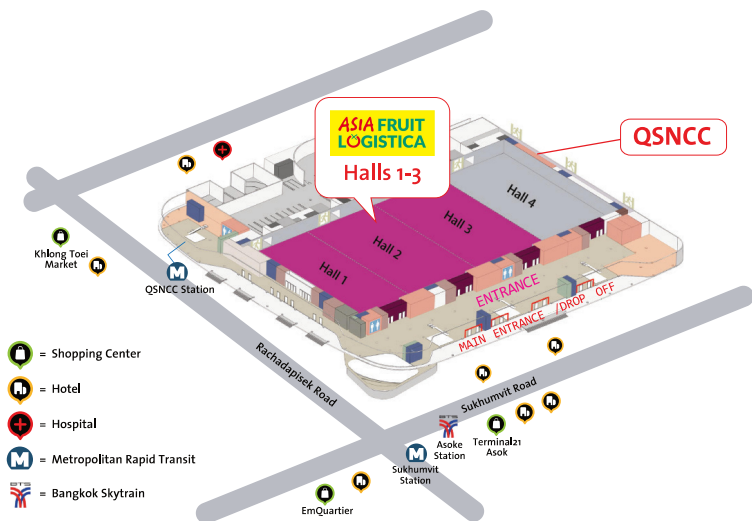 ASIA FRUIT
LOGISTICA
Halls 1-3
QSNCC
Hall 4
Hall 3
Hall 2
Hall 1
ENTRANCE
MAIN ENTRANCE /DROP OFF
Khlong Toei
Market
QSNCC Station
Rachadapisek Road
Sukhumvit Road
= Shopping Center
= Hotel
= Hospital
M = Metropolitan Rapid Transit
BTS = Bangkok Skytrain
M
BTS
Asoke
Station
Terminal21
Asok
M
Sukhumvit
Station
EmQuartier